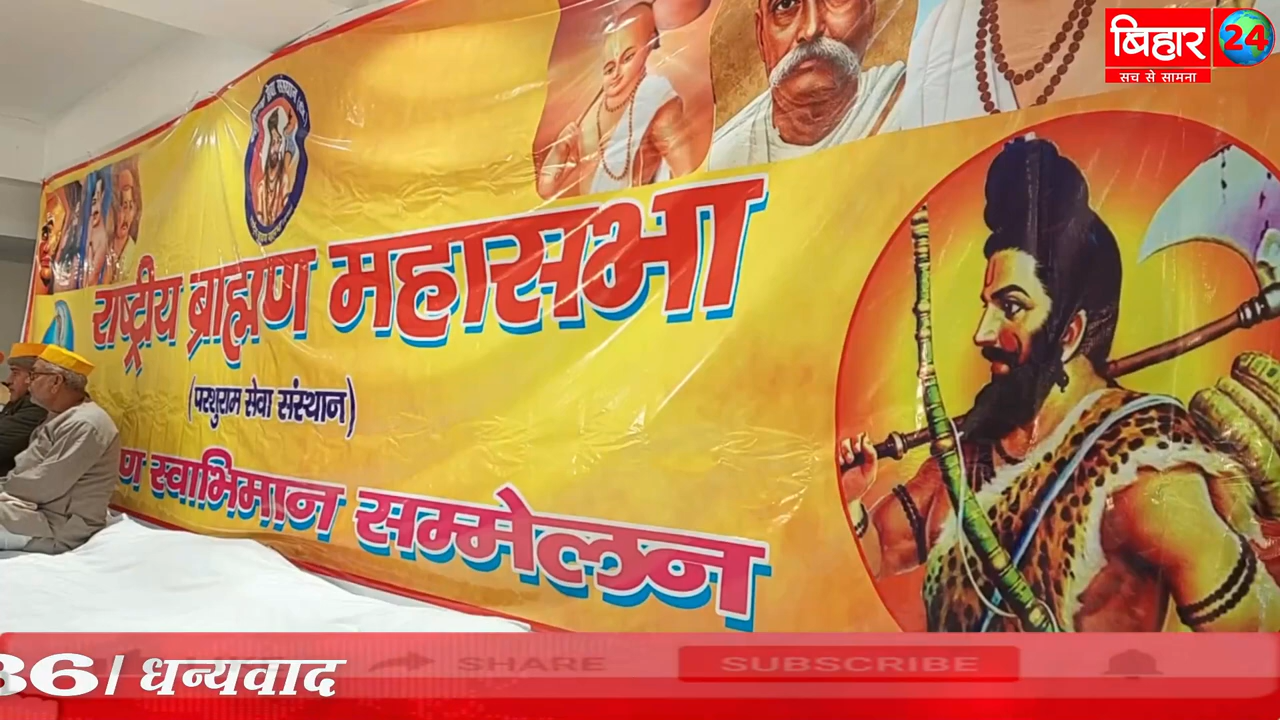 बिहार 24
सच से सामना
राष्ट्रीय ब्राह्मण महासभा
(परशुराम सेवा संस्थान)
ण स्वाभिमान सम्मेलन
SHARE
SUBSCRIBE
36 / धन्यवाद